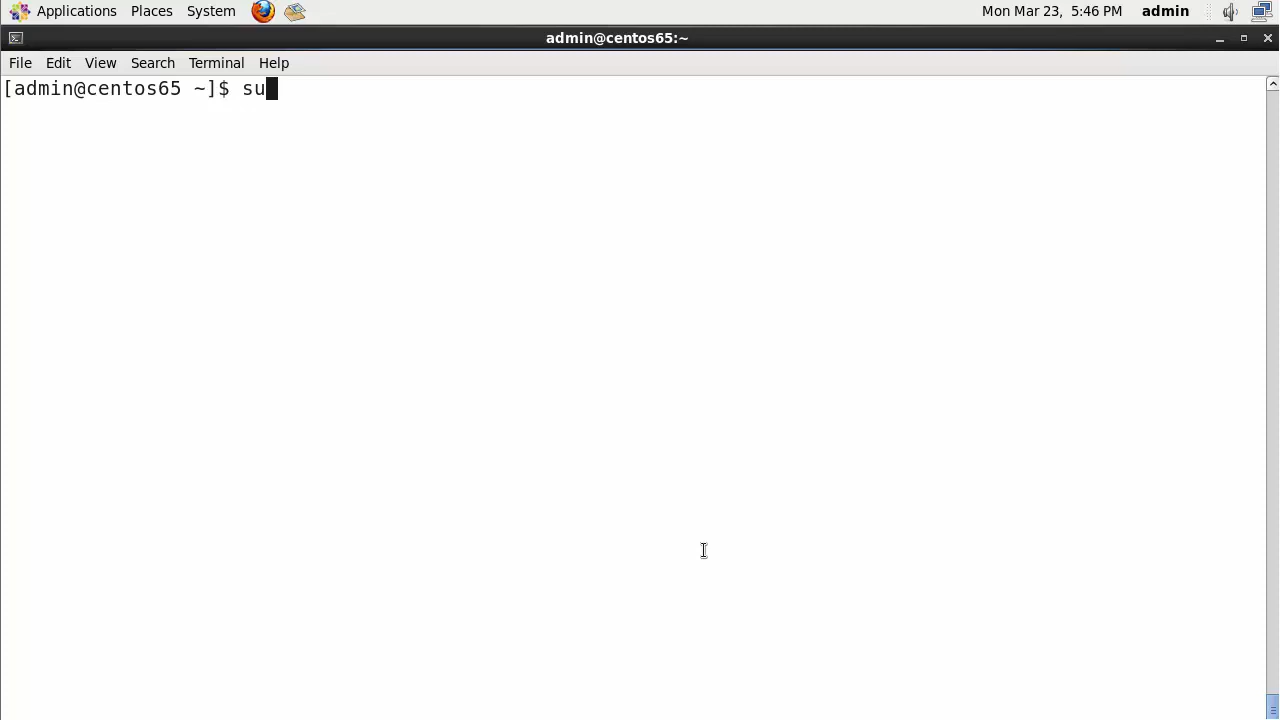 Applications Places System Mon Mar 23, 5:46 PM admin
admin@centos65:~
File Edit View Search Terminal Help
[admin@centos65 ~]$ su